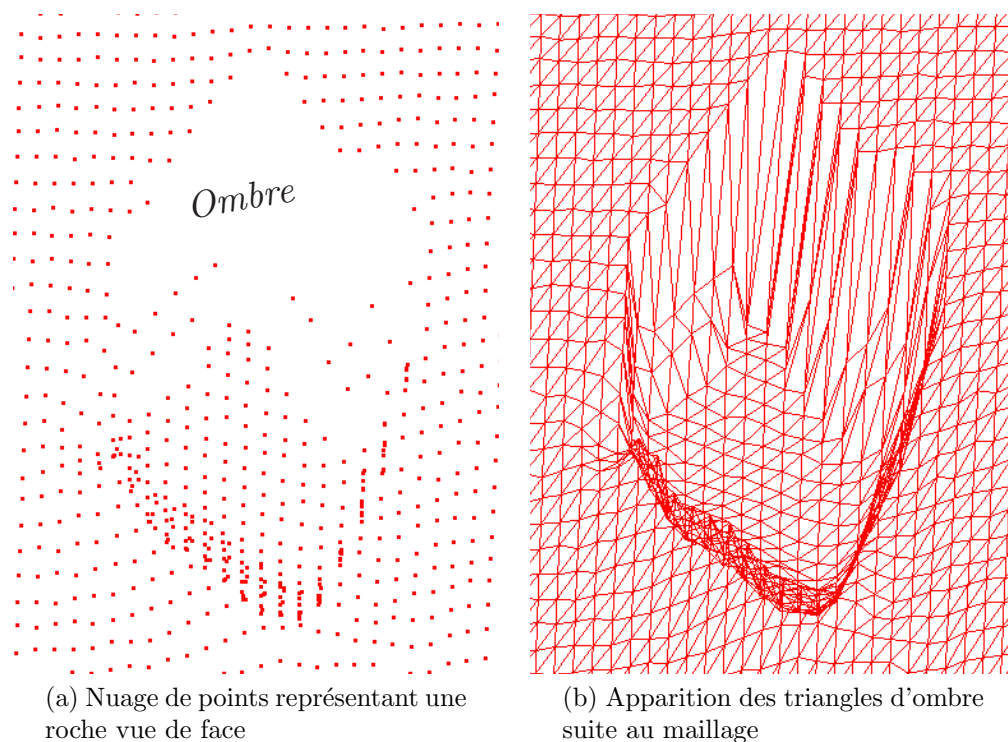 Ombre
(a) Nuage de points représentant une
roche vue de face
(b) Apparition des triangles d'ombre
suite au maillage